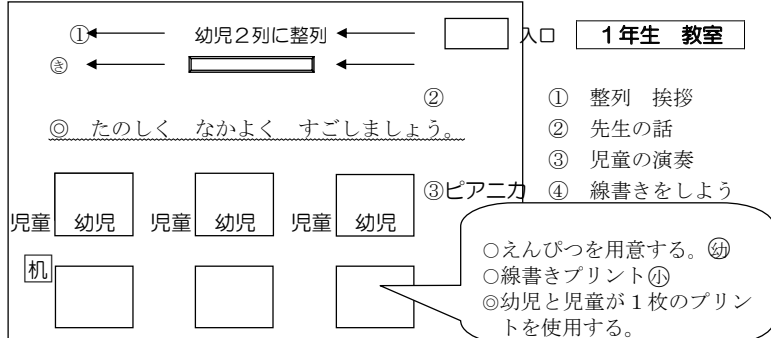 ① 幼児2列に整列 入口 1年生 教室
㋖
② ① 整列 挨拶
◎ たのしく なかよく すごしましょう。 ② 先生の話
③ 児童の演奏
③ピアニカ ④ 線書きをしよう
児童 幼児 児童 幼児 児童 幼児
机
○えんぴつを用意する。㊛
○線書きプリント㊥
◎幼児と児童が1枚のプリン
トを使用する。